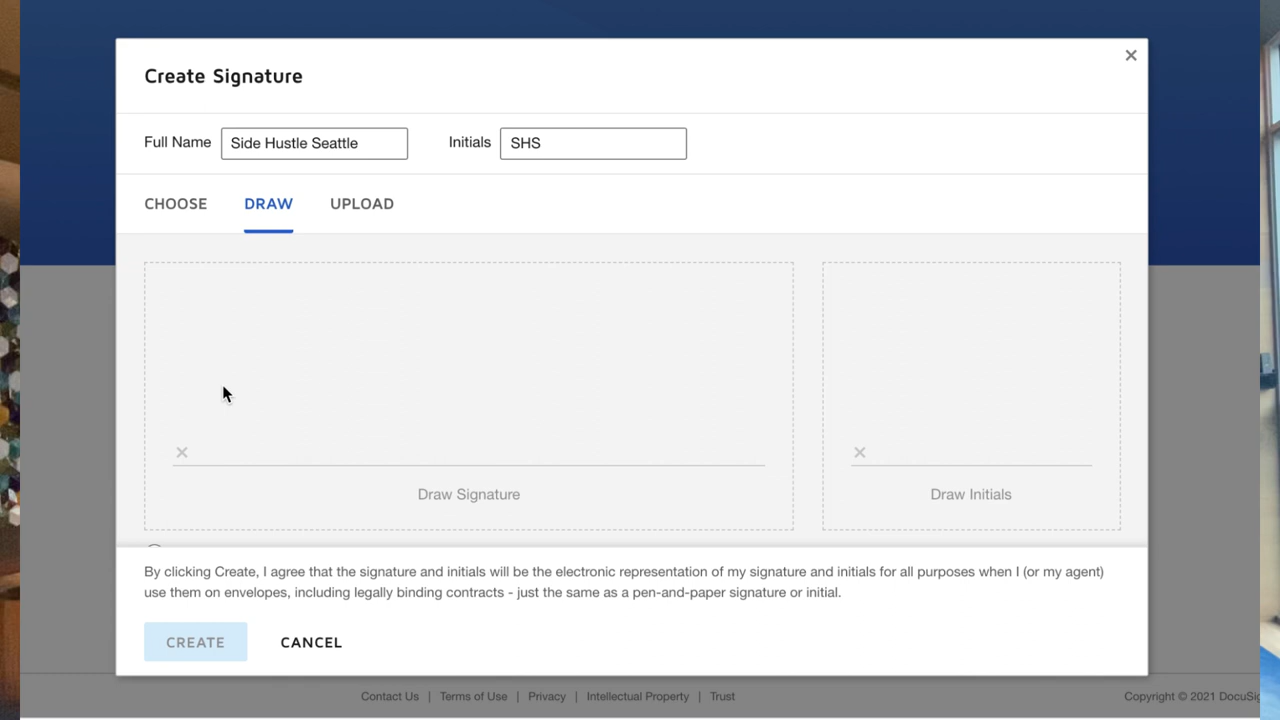 Create Signature
Full Name Side Hustle Seattle Initials SHS
CHOOSE DRAW UPLOAD
Draw Signature Draw Initials
By clicking Create, I agree that the signature and initials will be the electronic representation of my signature and initials for all purposes when I (or my agent)
use them on envelopes, including legally binding contracts - just the same as a pen-and-paper signature or initial.
CREATE CANCEL
Contact Us | Terms of Use | Privacy | Intellectual Property | Trust Copyright © 2021 DocuSig